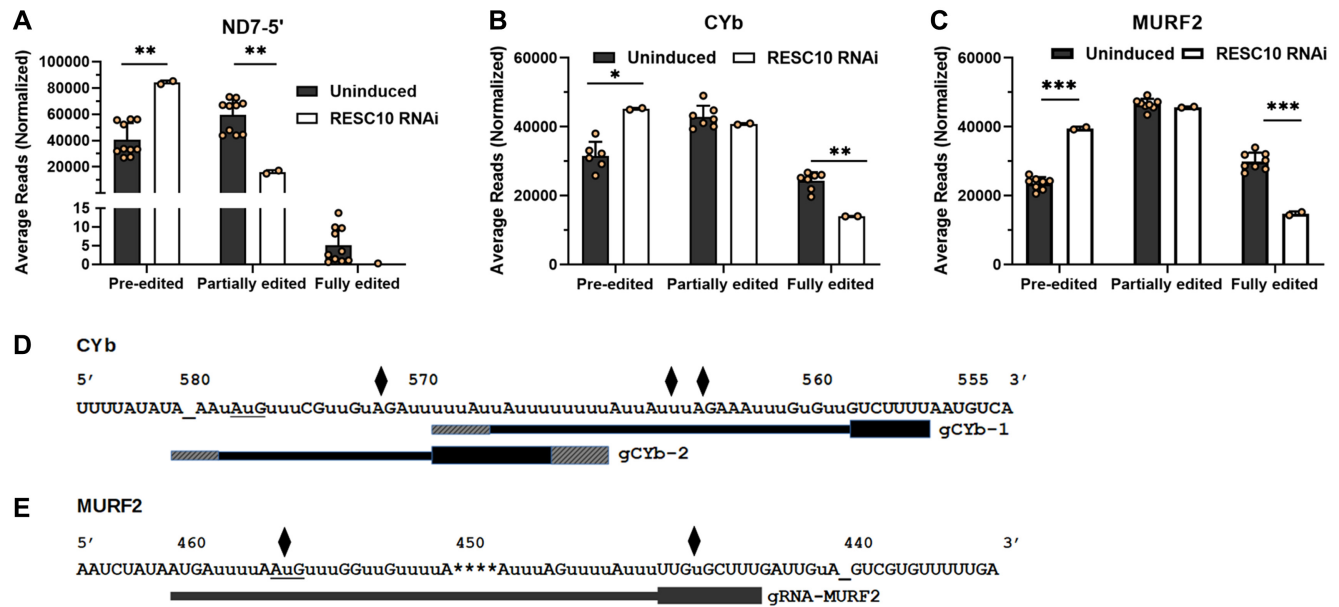 A
ND7-5'
Average Reads (Normalized)
100000
80000
60000
40000
20000
15
10
5
0
**
**
Uninduced
RESC10 RNAi
Pre-edited
Partially edited
Fully edited
B
CYb
Average Reads (Normalized)
60000
40000
20000
0
Uninduced
RESC10 RNAi
*
**
Pre-edited
Partially edited
Fully edited
C
MURF2
Average Reads (Normalized)
60000
40000
20000
0
Uninduced
RESC10 RNAi
***
***
Pre-edited
Partially edited
Fully edited
D
CYb
5′ 580 570 560 555 3′
UUUUAUAUA_AAuAuGuuuCGuuGuAGAuuuuuAuuAuuuuuuuuAuuAuuuAGAAAuuuGuGuuGUCUUUUAAUGUCA
gCYb-1
gCYb-2
E
MURF2
5′ 460 450 440 3′
AAUCUAUAAUGAuuuuAAuGuuuGGuuGuuuuA****AuuuAGuuuuAuuuUUGuGCUUUGAUUGuA_GUCGUGUUUUUGA
gRNA-MURF2